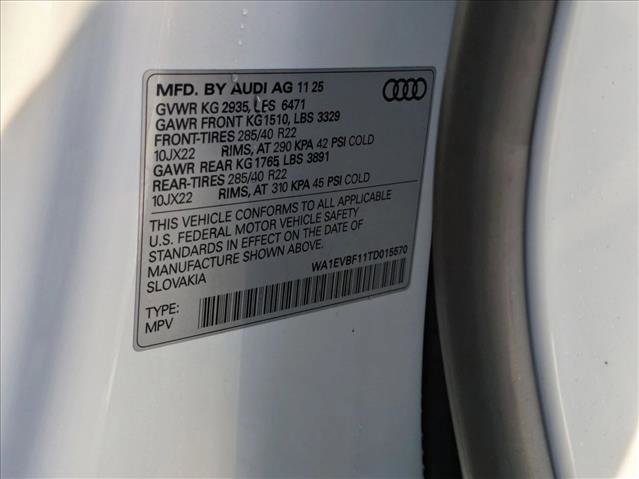 MFD. BY AUDI AG 11 25
GVWR KG 2935, LBS 6471
GAWR FRONT KG1510, LBS 3329
FRONT-TIRES 285/40 R22
10JX22 RIMS, AT 290 KPA 42 PSI COLD
GAWR REAR KG1765, LBS 3891
REAR-TIRES 285/40 R22
10JX22 RIMS, AT 310 KPA 45 PSI COLD
THIS VEHICLE CONFORMS TO ALL APPLICABLE
U.S. FEDERAL MOTOR VEHICLE SAFETY
STANDARDS IN EFFECT ON THE DATE OF
MANUFACTURE SHOWN ABOVE.
SLOVAKIA
WA1EVBF11TD015570
TYPE:
MPV